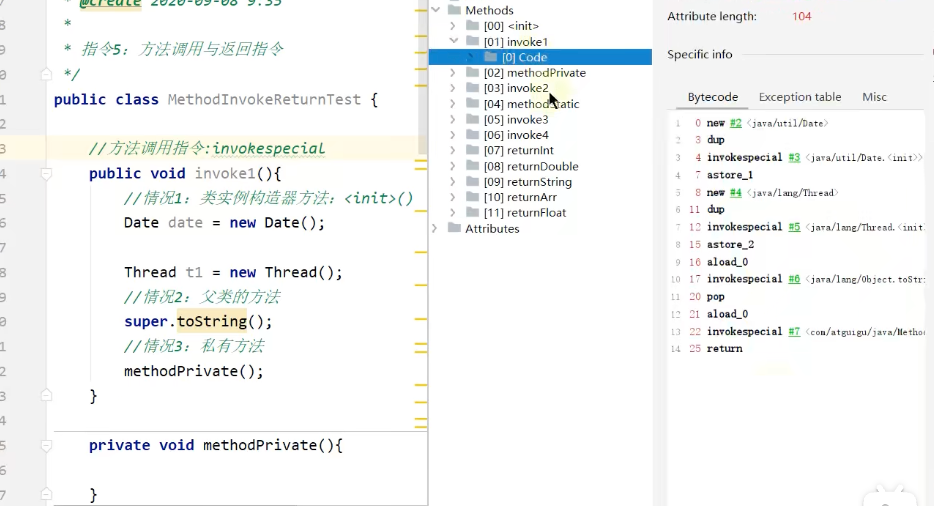 * @create 2020-09-08 9:35
*
* 指令5：方法调用与返回指令
*/
public class MethodInvokeReturnTest {
//方法调用指令:invokespecial
public void invoke1(){
//情况1：类实例构造器方法：<init>()
Date date = new Date();
Thread t1 = new Thread();
//情况2：父类的方法
super.toString();
//情况3：私有方法
methodPrivate();
}
private void methodPrivate(){
}
Methods
[00] <init>
[01] invoke1
[0] Code
[02] methodPrivate
[03] invoke2
[04] methodStatic
[05] invoke3
[06] invoke4
[07] returnInt
[08] returnDouble
[09] returnString
[10] returnArr
[11] returnFloat
Attributes
Attribute length: 104
Specific info
Bytecode Exception table Misc
1 0 new #2 <java/util/Date>
2 3 dup
3 4 invokespecial #3 <java/util/Date.<init>>
4 7 astore_1
5 8 new #4 <java/lang/Thread>
6 11 dup
7 12 invokespecial #5 <java/lang/Thread.<init
8 15 astore_2
9 16 aload_0
10 17 invokespecial #6 <java/lang/Object.toStri
11 20 pop
12 21 aload_0
13 22 invokespecial #7 <com/atguigu/java/Metho
14 25 return